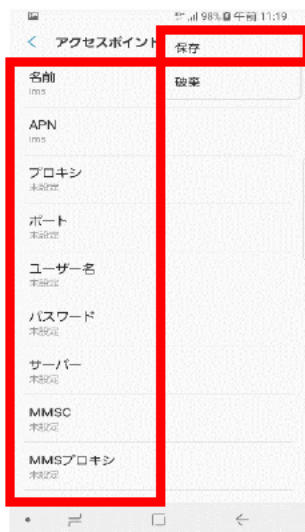 98% 午前 11:19
アクセスポイント
保存
破棄
名前
ims
APN
ims
プロキシ
未設定
ポート
未設定
ユーザー名
未設定
パスワード
未設定
サーバー
未設定
MMSC
未設定
MMSプロキシ
未設定